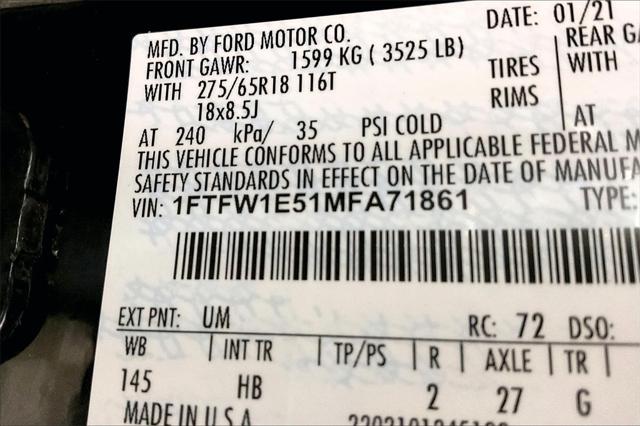 MFD. BY FORD MOTOR CO. DATE: 01/21
FRONT GAWR: 1599 KG ( 3525 LB) REAR
WITH 275/65R18 116T TIRES WITH
18x8.5J RIMS
AT 240 kPa/ 35 PSI COLD AT
THIS VEHICLE CONFORMS TO ALL APPLICABLE FEDERAL M
SAFETY STANDARDS IN EFFECT ON THE DATE OF MANUFA
VIN: 1FTFW1E51MFA71861 TYPE:
EXT PNT: UM RC: 72 DSO:
WB | INT TR | TP/PS | R | AXLE | TR |
145 HB 2 27 G
MADE IN U.S.A